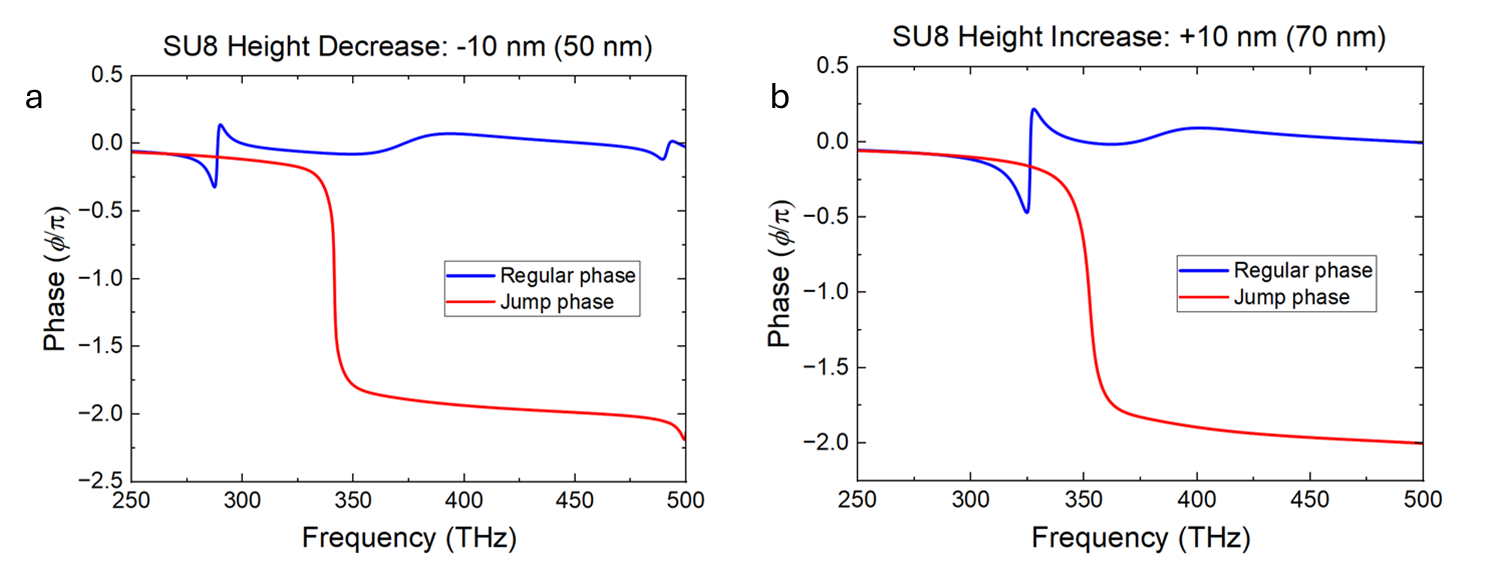 a
SU8 Height Decrease: -10 nm (50 nm)
0.5
0.0
−0.5
−1.0
−1.5
−2.0
−2.5
Phase (ϕ/π)
Regular phase
Jump phase
250 300 350 400 450 500
Frequency (THz)
b
SU8 Height Increase: +10 nm (70 nm)
0.5
0.0
−0.5
−1.0
−1.5
−2.0
Phase (ϕ/π)
Regular phase
Jump phase
250 300 350 400 450 500
Frequency (THz)